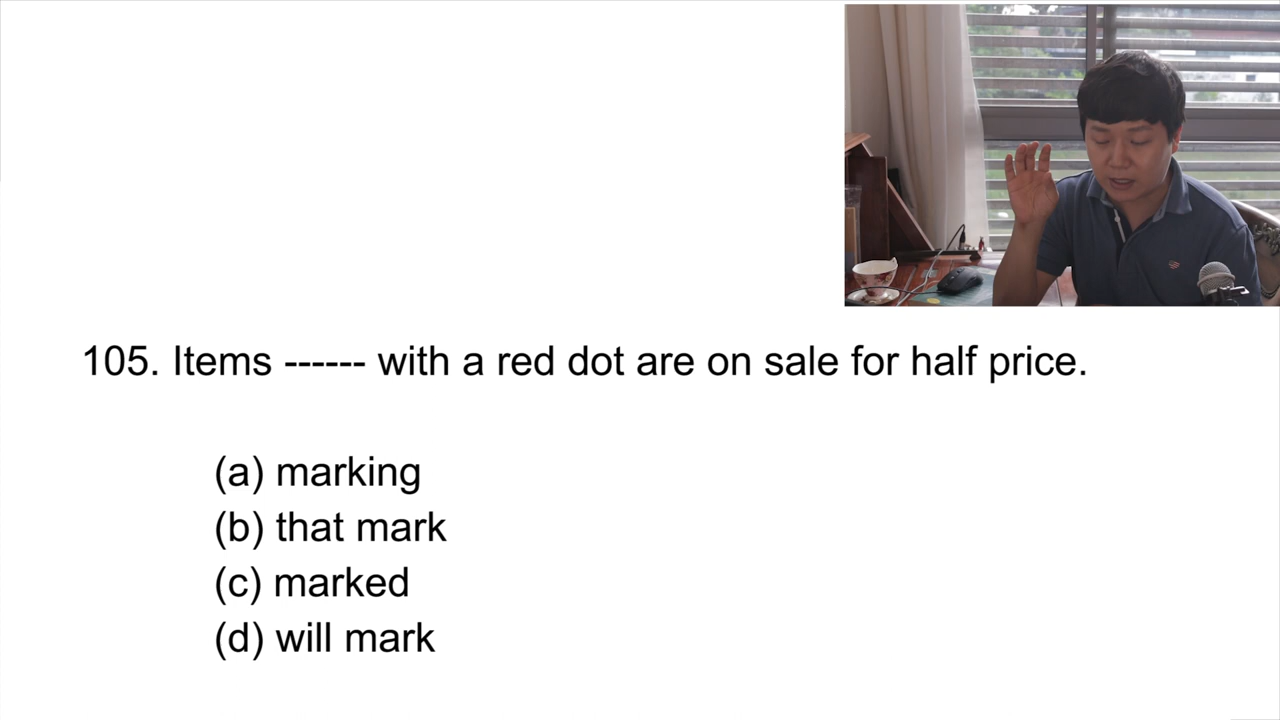 105. Items ------ with a red dot are on sale for half price.
(a) marking
(b) that mark
(c) marked
(d) will mark